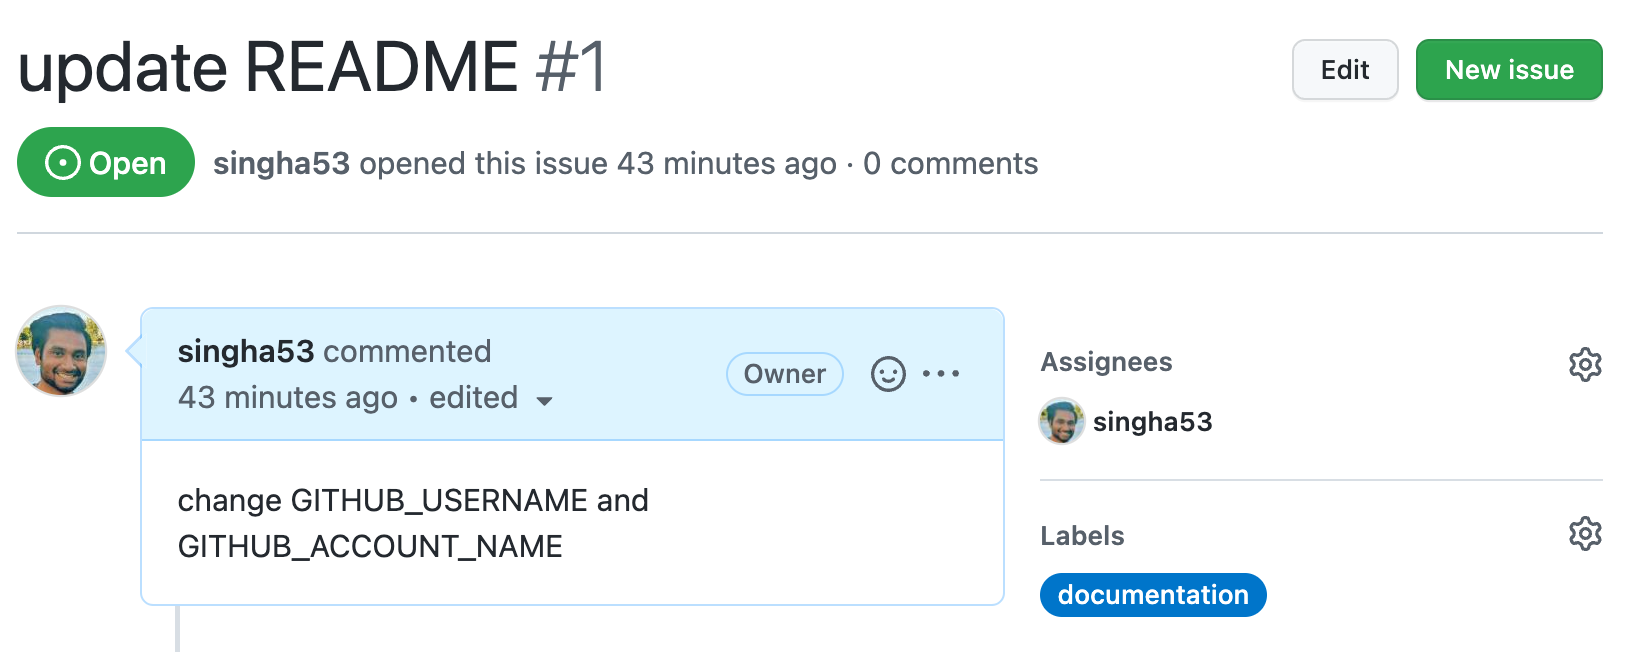 update README #1
Edit
New issue
Open
singha53 opened this issue 43 minutes ago · 0 comments
singha53 commented
43 minutes ago • edited
Owner
change GITHUB_USERNAME and
GITHUB_ACCOUNT_NAME
Assignees
singha53
Labels
documentation